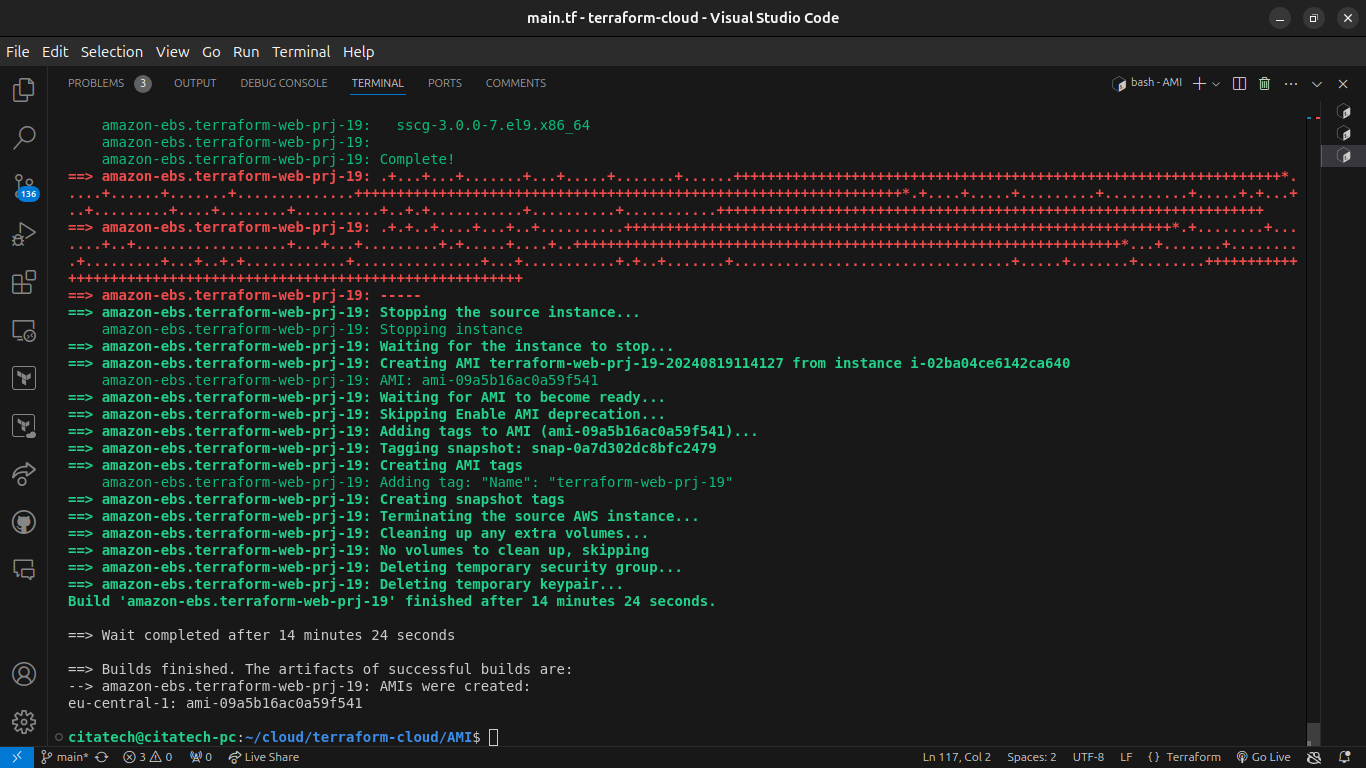 main.tf - terraform-cloud - Visual Studio Code
File Edit Selection View Go Run Terminal Help
PROBLEMS 3 OUTPUT DEBUG CONSOLE TERMINAL PORTS COMMENTS bash - AMI
amazon-ebs.terraform-web-prj-19: sscg-3.0.0-7.el9.x86_64
amazon-ebs.terraform-web-prj-19:
amazon-ebs.terraform-web-prj-19: Complete!
==> amazon-ebs.terraform-web-prj-19:
==> amazon-ebs.terraform-web-prj-19:
==> amazon-ebs.terraform-web-prj-19: -----
==> amazon-ebs.terraform-web-prj-19: Stopping the source instance...
amazon-ebs.terraform-web-prj-19: Stopping instance
==> amazon-ebs.terraform-web-prj-19: Waiting for the instance to stop...
==> amazon-ebs.terraform-web-prj-19: Creating AMI terraform-web-prj-19-20240819114127 from instance i-02ba04ce6142ca640
amazon-ebs.terraform-web-prj-19: AMI: ami-09a5b16ac0a59f541
==> amazon-ebs.terraform-web-prj-19: Waiting for AMI to become ready...
==> amazon-ebs.terraform-web-prj-19: Skipping Enable AMI deprecation...
==> amazon-ebs.terraform-web-prj-19: Adding tags to AMI (ami-09a5b16ac0a59f541)...
==> amazon-ebs.terraform-web-prj-19: Tagging snapshot: snap-0a7d302dc8bfc2479
==> amazon-ebs.terraform-web-prj-19: Creating AMI tags
amazon-ebs.terraform-web-prj-19: Adding tag: "Name": "terraform-web-prj-19"
==> amazon-ebs.terraform-web-prj-19: Creating snapshot tags
==> amazon-ebs.terraform-web-prj-19: Terminating the source AWS instance...
==> amazon-ebs.terraform-web-prj-19: Cleaning up any extra volumes...
==> amazon-ebs.terraform-web-prj-19: No volumes to clean up, skipping
==> amazon-ebs.terraform-web-prj-19: Deleting temporary security group...
==> amazon-ebs.terraform-web-prj-19: Deleting temporary keypair...
Build 'amazon-ebs.terraform-web-prj-19' finished after 14 minutes 24 seconds.
==> Wait completed after 14 minutes 24 seconds
==> Builds finished. The artifacts of successful builds are:
--> amazon-ebs.terraform-web-prj-19: AMIs were created:
eu-central-1: ami-09a5b16ac0a59f541
citatech@citatech-pc:~/cloud/terraform-cloud/AMI$
136
main* 3 0 0 Live Share Ln 117, Col 2 Spaces: 2 UTF-8 LF { } Terraform Go Live